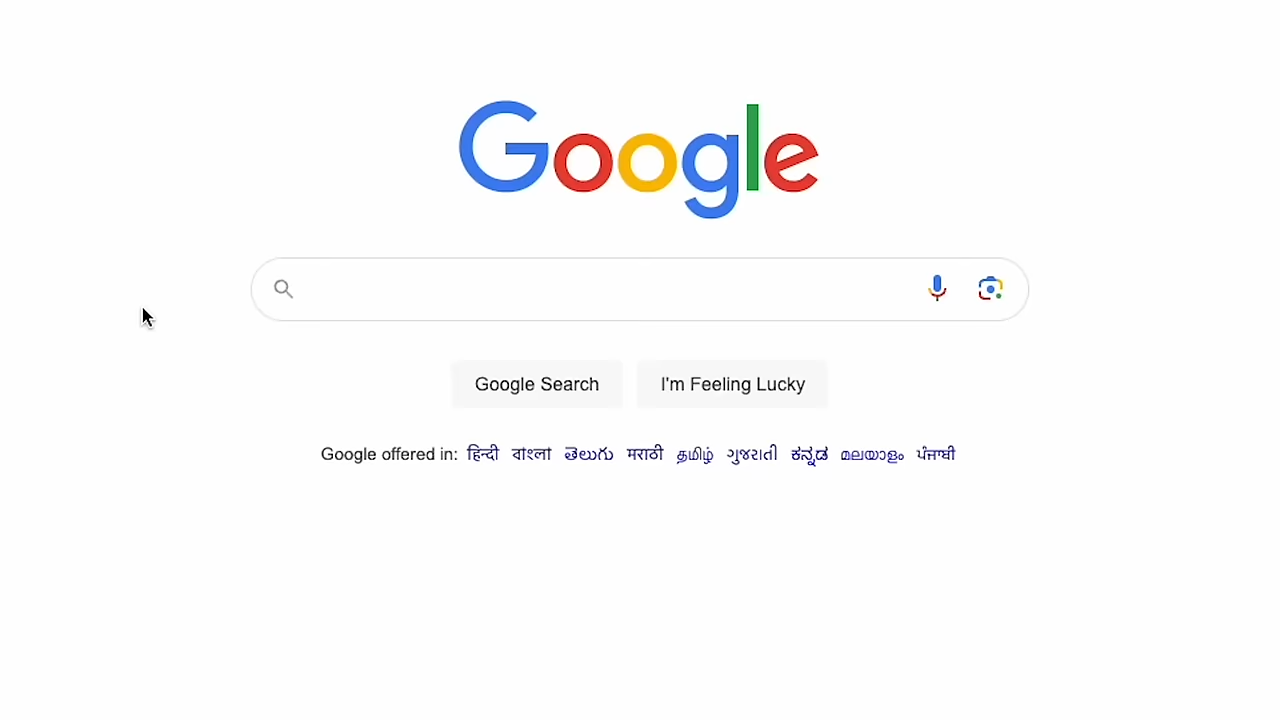 Google
Google Search I'm Feeling Lucky
Google offered in: हिन्दी বাংলা తెలుగు मराठी தமிழ் ગુજરાતી ಕನ್ನಡ മലയാളം ਪੰਜਾਬੀ